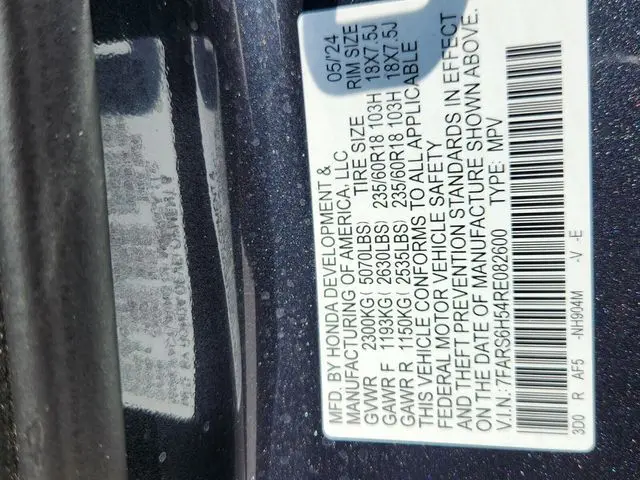 MFD. BY HONDA DEVELOPMENT & 05/'24
MANUFACTURING OF AMERICA, LLC
TIRE SIZE RIM SIZE
GVWR 2300KG( 5070LBS)
GAWR F 1193KG( 2630LBS) 235/60R18 103H 18X7.5J
GAWR R 1150KG( 2535LBS) 235/60R18 103H 18X7.5J
THIS VEHICLE CONFORMS TO ALL APPLICABLE
FEDERAL MOTOR VEHICLE SAFETY
AND THEFT PREVENTION STANDARDS IN EFFECT
ON THE DATE OF MANUFACTURE SHOWN ABOVE.
V.I.N.:7FARS6H54RE082600 TYPE: MPV
3D0 R AF5 -NH904M -V -E